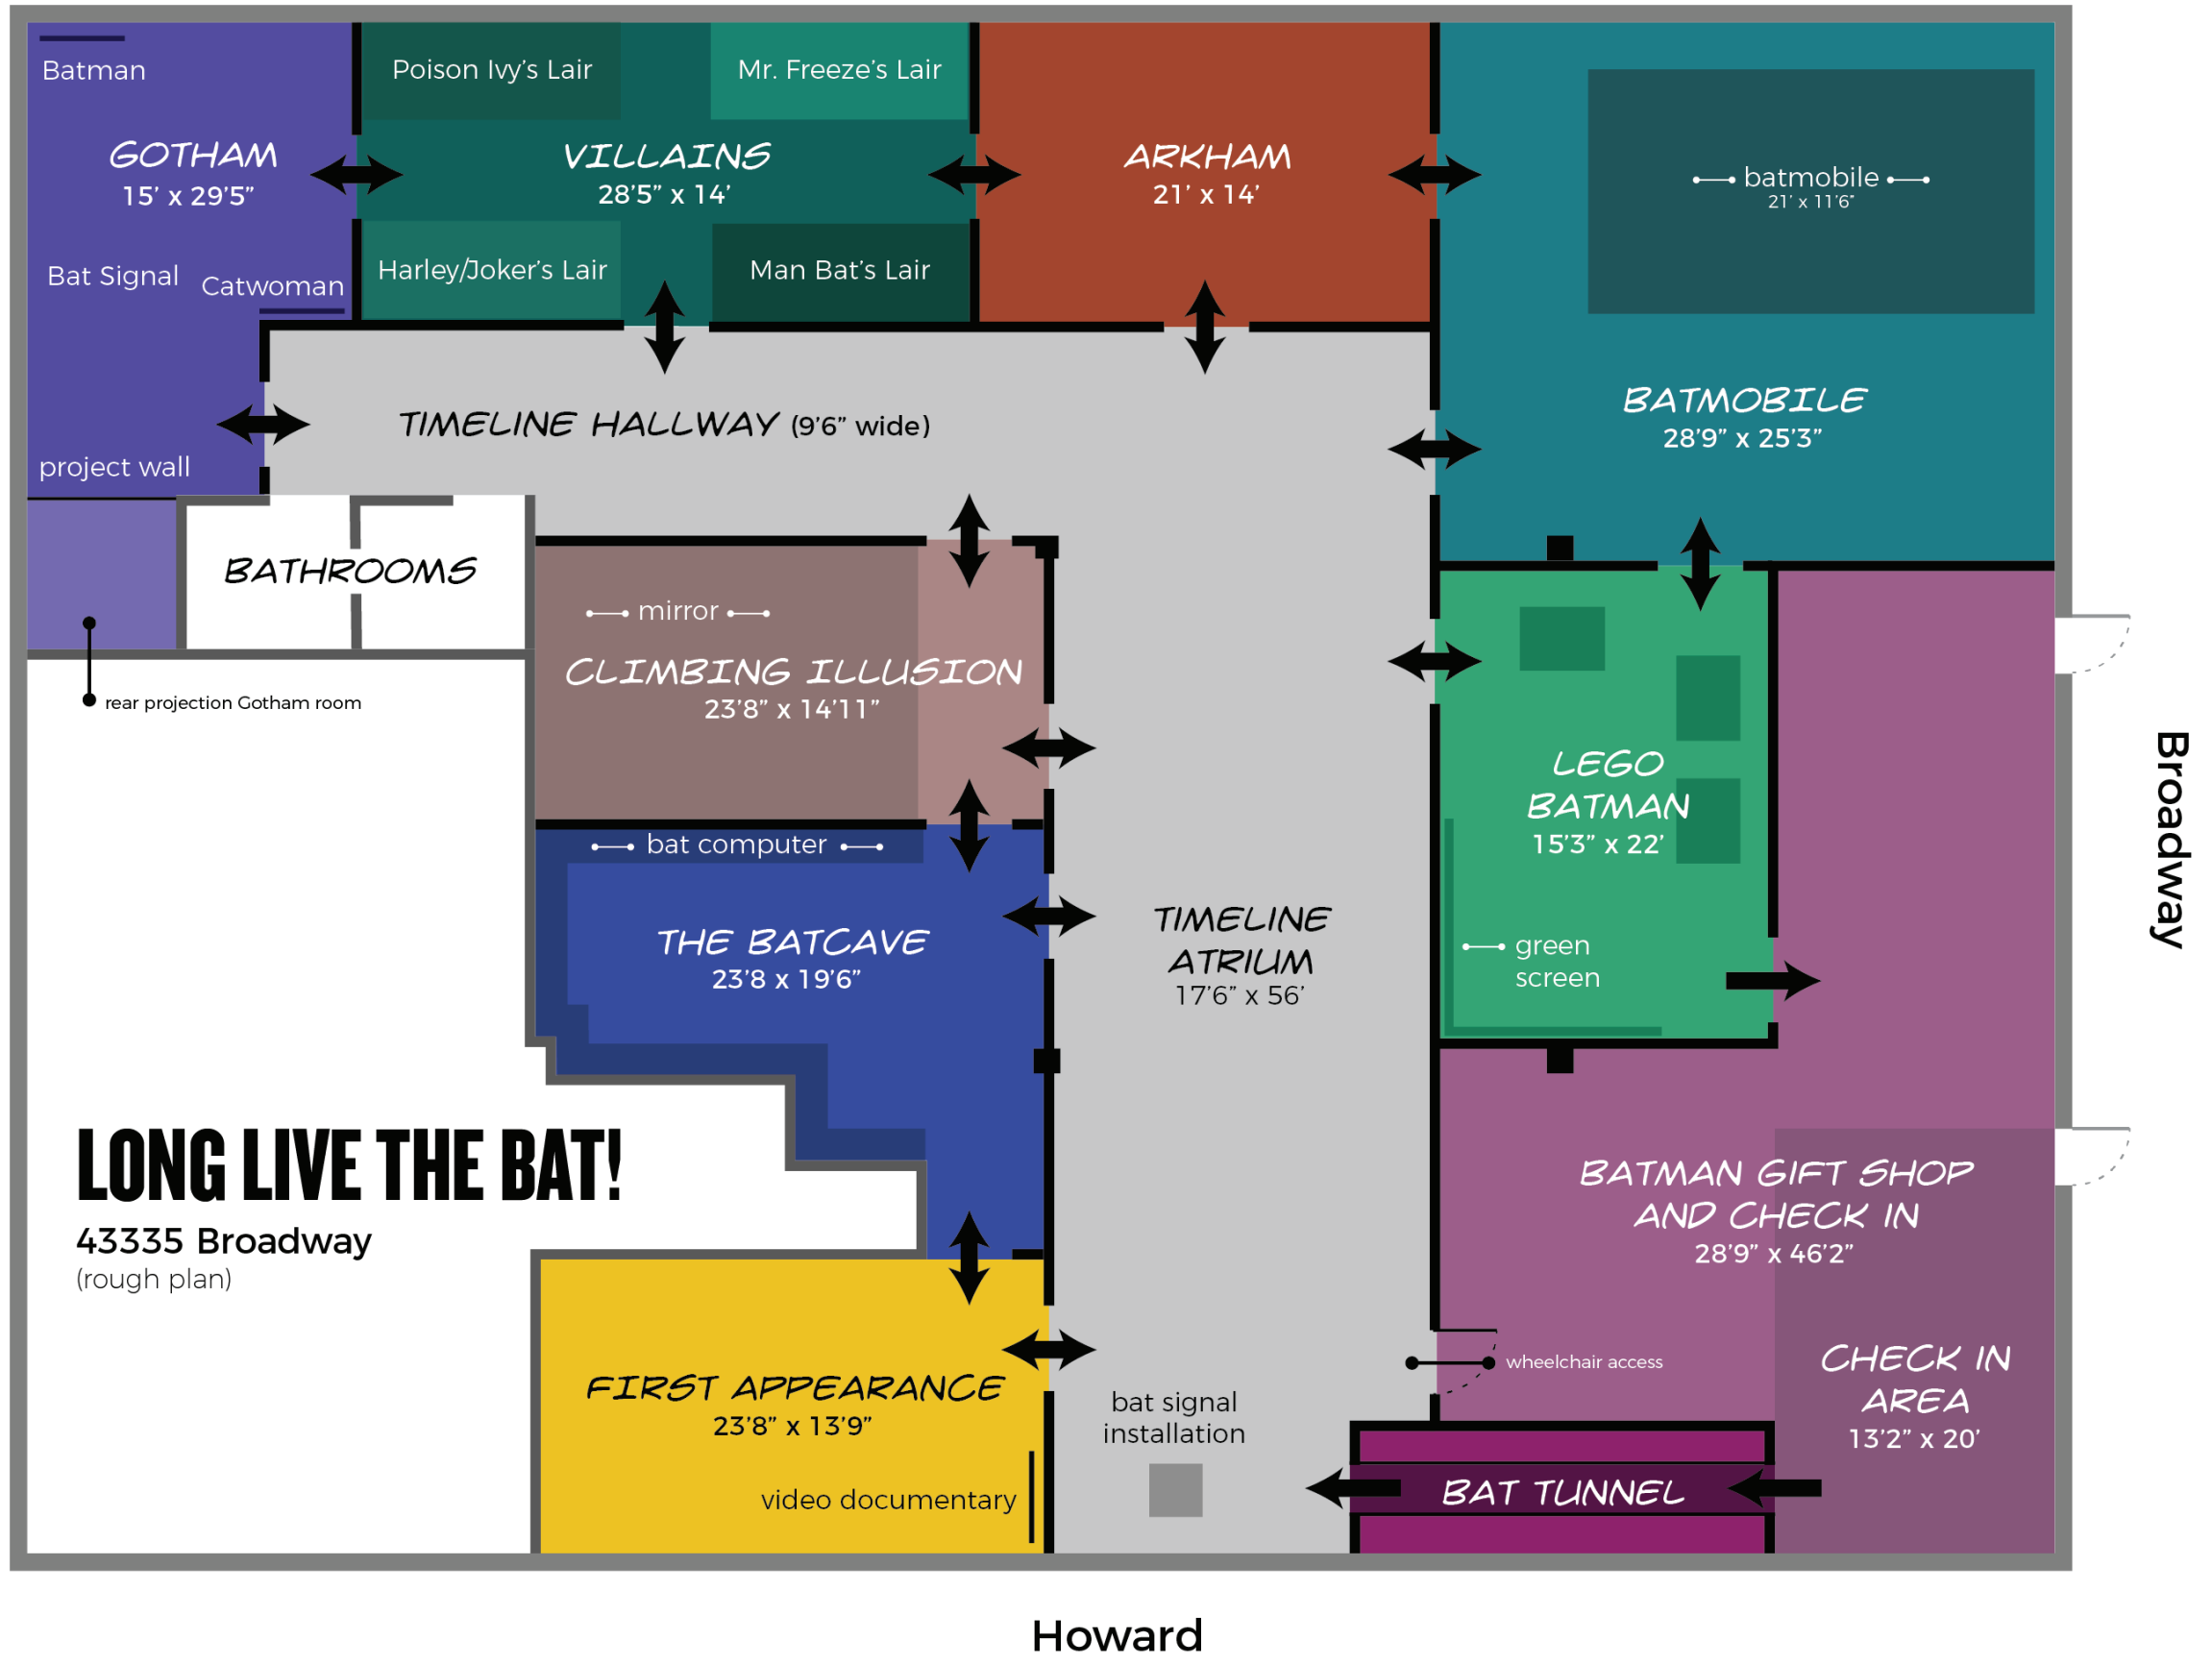 Batman
GOTHAM
15’ x 29’5”
Bat Signal
Catwoman
project wall
Poison Ivy’s Lair
Mr. Freeze’s Lair
VILLAINS
28’5” x 14’
Harley/Joker’s Lair
Man Bat’s Lair
ARKHAM
21’ x 14’
batmobile
21’ x 11’6”
BATMOBILE
28’9” x 25’3”
TIMELINE HALLWAY (9’6” wide)
BATHROOMS
rear projection Gotham room
mirror
CLIMBING ILLUSION
23’8” x 14’11”
bat computer
THE BATCAVE
23’8 x 19’6”
TIMELINE
ATRIUM
17’6” x 56’
LEGO
BATMAN
15’3” x 22’
green
screen
Broadway
LONG LIVE THE BAT!
43335 Broadway
(rough plan)
BATMAN GIFT SHOP
AND CHECK IN
28’9” x 46’2”
FIRST APPEARANCE
23’8” x 13’9”
video documentary
bat signal
installation
wheelchair access
CHECK IN
AREA
13’2” x 20’
BAT TUNNEL
Howard